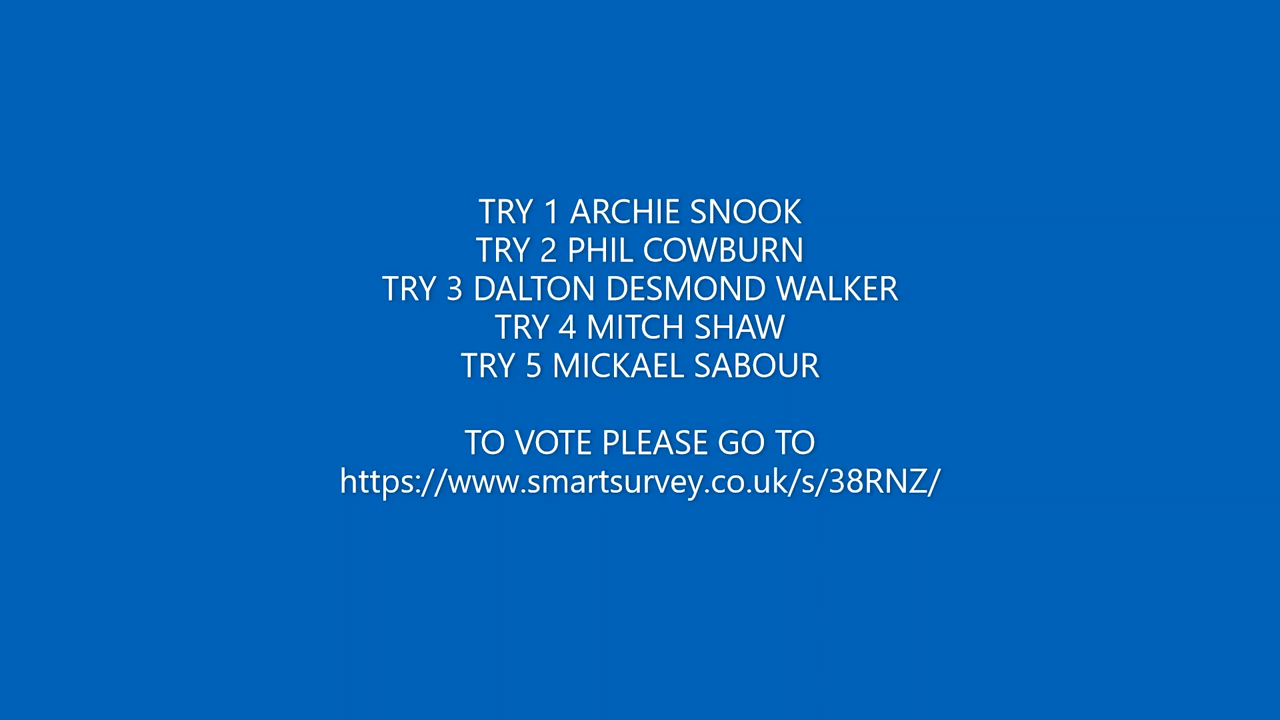 TRY 1 ARCHIE SNOOK
TRY 2 PHIL COWBURN
TRY 3 DALTON DESMOND WALKER
TRY 4 MITCH SHAW
TRY 5 MICKAEL SABOUR
TO VOTE PLEASE GO TO
https://www.smartsurvey.co.uk/s/38RNZ/